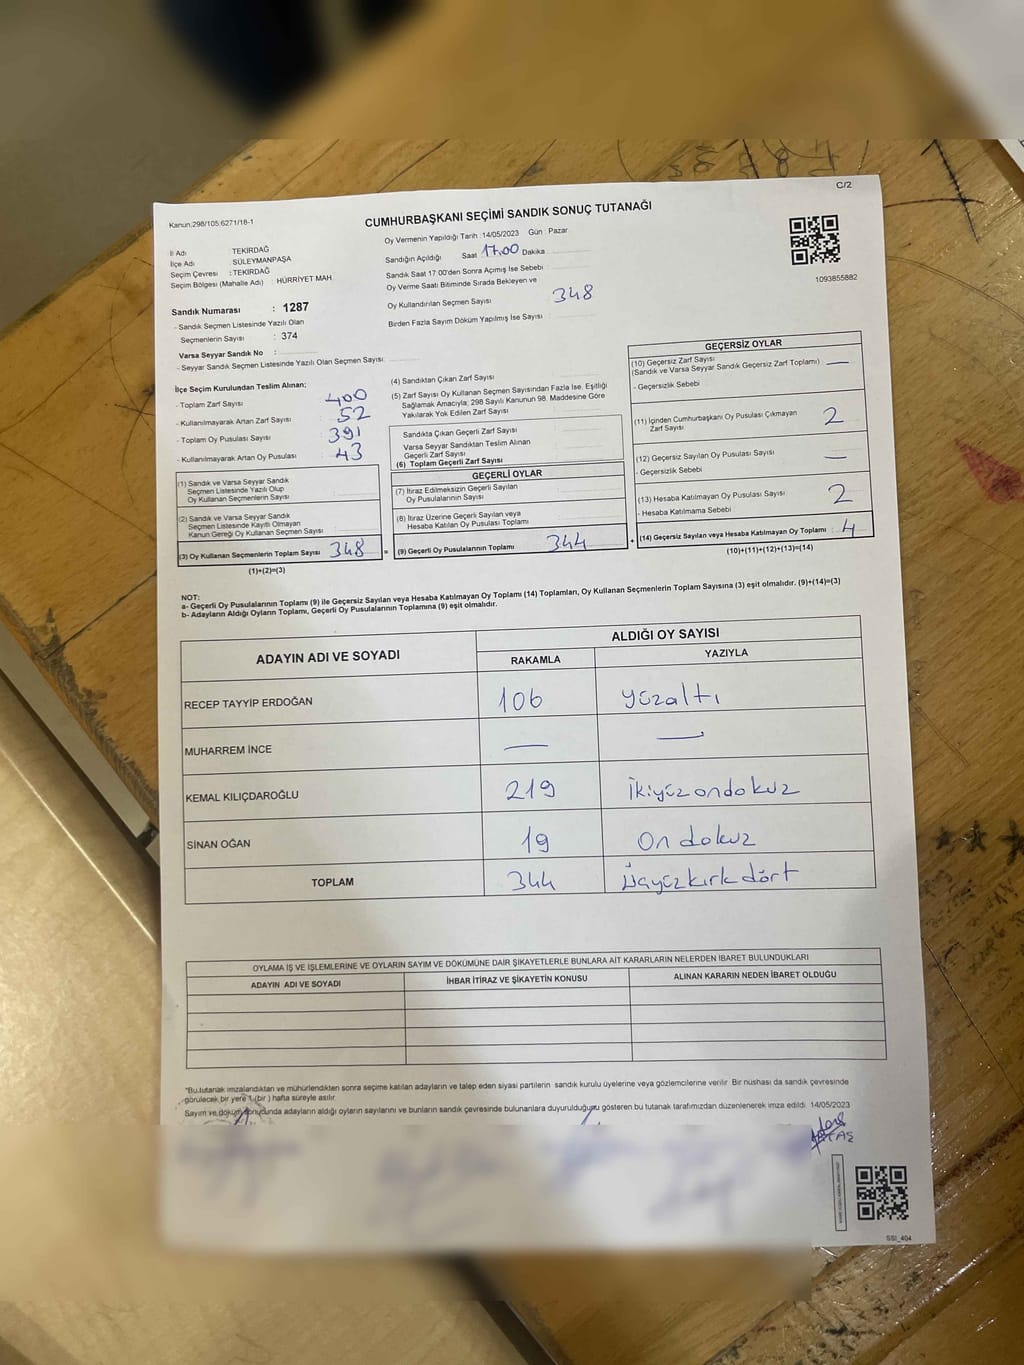 C/2
Kanun:298/105;6271/18-1
CUMHURBAŞKANI SEÇİMİ SANDIK SONUÇ TUTANAĞI
Oy Vermenin Yapıldığı Tarih :14/05/2023 Gün : Pazar
İl Adı : TEKİRDAĞ
İlçe Adı : SÜLEYMANPAŞA
Seçim Çevresi : TEKİRDAĞ
Seçim Bölgesi (Mahalle Adı) : HÜRRİYET MAH.
Sandığın Açıldığı Saat 17.00 Dakika
Sandık Saat 17 00'den Sonra Açımış İse Sebebi
Oy Verme Saati Bitiminde Sırada Bekleyen ve
Oy Kullandırılan Seçmen Sayısı 348
Birden Fazla Sayım Döküm Yapılmış İse Sayısı :
1093855882
Sandık Numarası : 1287
- Sandık Seçmen Listesinde Yazılı Olan
Seçmenlerin Sayısı : 374
Varsa Seyyar Sandık No :
- Seyyar Sandık Seçmen Listesinde Yazılı Olan Seçmen Sayısı:
İlçe Seçim Kurulundan Teslim Alınan;
- Toplam Zarf Sayısı 400
- Kullanılmayarak Artan Zarf Sayısı 52
- Toplam Oy Pusulası Sayısı 391
- Kullanılmayarak Artan Oy Pusulası 43
(1) Sandık ve Varsa Seyyar Sandık
Seçmen Listesinde Yazılı Olup
Oy Kullanan Seçmenlerin Sayısı
(2) Sandık ve Varsa Seyyar Sandık
Seçmen Listesinde Kayıtlı Olmayan
Kanun Gereği Oy Kullanan Seçmen Sayısı
(3) Oy Kullanan Seçmenlerin Toplam Sayısı 348 =
(1)+(2)=(3)
(4) Sandıktan Çıkan Zarf Sayısı
(5) Zarf Sayısı Oy Kullanan Seçmen Sayısından Fazla İse, Eşitliği
Sağlamak Amacıyla; 298 Sayılı Kanunun 98. Maddesine Göre
Yakılarak Yok Edilen Zarf Sayısı
Sandıkta Çıkan Geçerli Zarf Sayısı
Varsa Seyyar Sandıktan Teslim Alınan
Geçerli Zarf Sayısı
(6) Toplam Geçerli Zarf Sayısı
GEÇERLİ OYLAR
(7) İtiraz Edilmeksizin Geçerli Sayılan
Oy Pusulalarının Sayısı
(8) İtiraz Üzerine Geçerli Sayılan veya
Hesaba Katılan Oy Pusulası Toplamı
(9) Geçerli Oy Pusulalarının Toplamı 344 +
GEÇERSİZ OYLAR
(10) Geçersiz Zarf Sayısı
(Sandık ve Varsa Seyyar Sandık Geçersiz Zarf Toplamı) —
- Geçersizlik Sebebi
(11) İçinden Cumhurbaşkanı Oy Pusulası Çıkmayan
Zarf Sayısı 2
(12) Geçersiz Sayılan Oy Pusulası Sayısı —
- Geçersizlik Sebebi
(13) Hesaba Katılmayan Oy Pusulası Sayısı 2
- Hesaba Katılmama Sebebi
(14) Geçersiz Sayılan veya Hesaba Katılmayan Oy Toplamı : 4
(10)+(11)+(12)+(13)=(14)
NOT:
a- Geçerli Oy Pusulalarının Toplamı (9) ile Geçersiz Sayılan veya Hesaba Katılmayan Oy Toplamı (14) Toplamları, Oy Kullanan Seçmenlerin Toplam Sayısına (3) eşit olmalıdır. (9)+(14)=(3)
b- Adayların Aldığı Oyların Toplamı, Geçerli Oy Pusulalarının Toplamına (9) eşit olmalıdır.
ADAYIN ADI VE SOYADI ALDIĞI OY SAYISI
RAKAMLA YAZIYLA
RECEP TAYYİP ERDOĞAN 106 yüzaltı
MUHARREM İNCE — —
KEMAL KILIÇDAROĞLU 219 İkiyüzondokuz
SİNAN OĞAN 19 On dokuz
TOPLAM 344 Üçyüzkırkdört
OYLAMA İŞ VE İŞLEMLERİNE VE OYLARIN SAYIM VE DÖKÜMÜNE DAİR ŞİKAYETLERLE BUNLARA AİT KARARLARIN NELERDEN İBARET BULUNDUKLARI
ADAYIN ADI VE SOYADI İHBAR İTİRAZ VE ŞİKAYETİN KONUSU ALINAN KARARIN NEDEN İBARET OLDUĞU
*Bu tutanak imzalandıktan ve mühürlendikten sonra seçime katılan adayların ve talep eden siyasi partilerin sandık kurulu üyelerine veya gözlemcilerine verilir. Bir nüshası da sandık çevresinde
görülecek bir yere 1 (bir ) hafta süreyle asılır.
Sayım ve döküm sonucunda adayların aldığı oyların sayılarını ve bunların sandık çevresinde bulunanlara duyurulduğunu gösteren bu tutanak tarafımızdan düzenlenerek imza edildi. 14/05/2023
SSİ_404